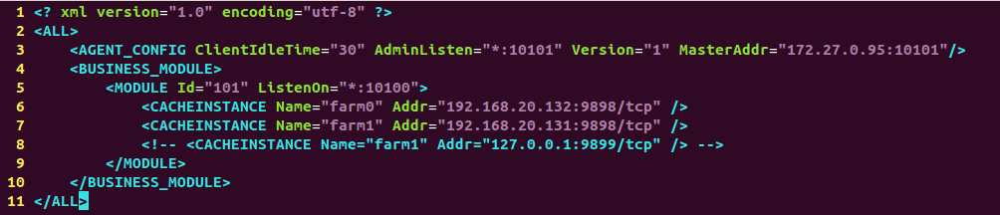 1 <? xml version="1.0" encoding="utf-8" ?>
2 <ALL>
3     <AGENT_CONFIG ClientIdleTime="30" AdminListen="*:10101" Version="1" MasterAddr="172.27.0.95:10101"/>
4     <BUSINESS_MODULE>
5         <MODULE Id="101" ListenOn="*:10100">
6             <CACHEINSTANCE Name="farm0" Addr="192.168.20.132:9898/tcp" />
7             <CACHEINSTANCE Name="farm1" Addr="192.168.20.131:9898/tcp" />
8             <!-- <CACHEINSTANCE Name="farm1" Addr="127.0.0.1:9899/tcp" /> -->
9         </MODULE>
10     </BUSINESS_MODULE>
11 </ALL>